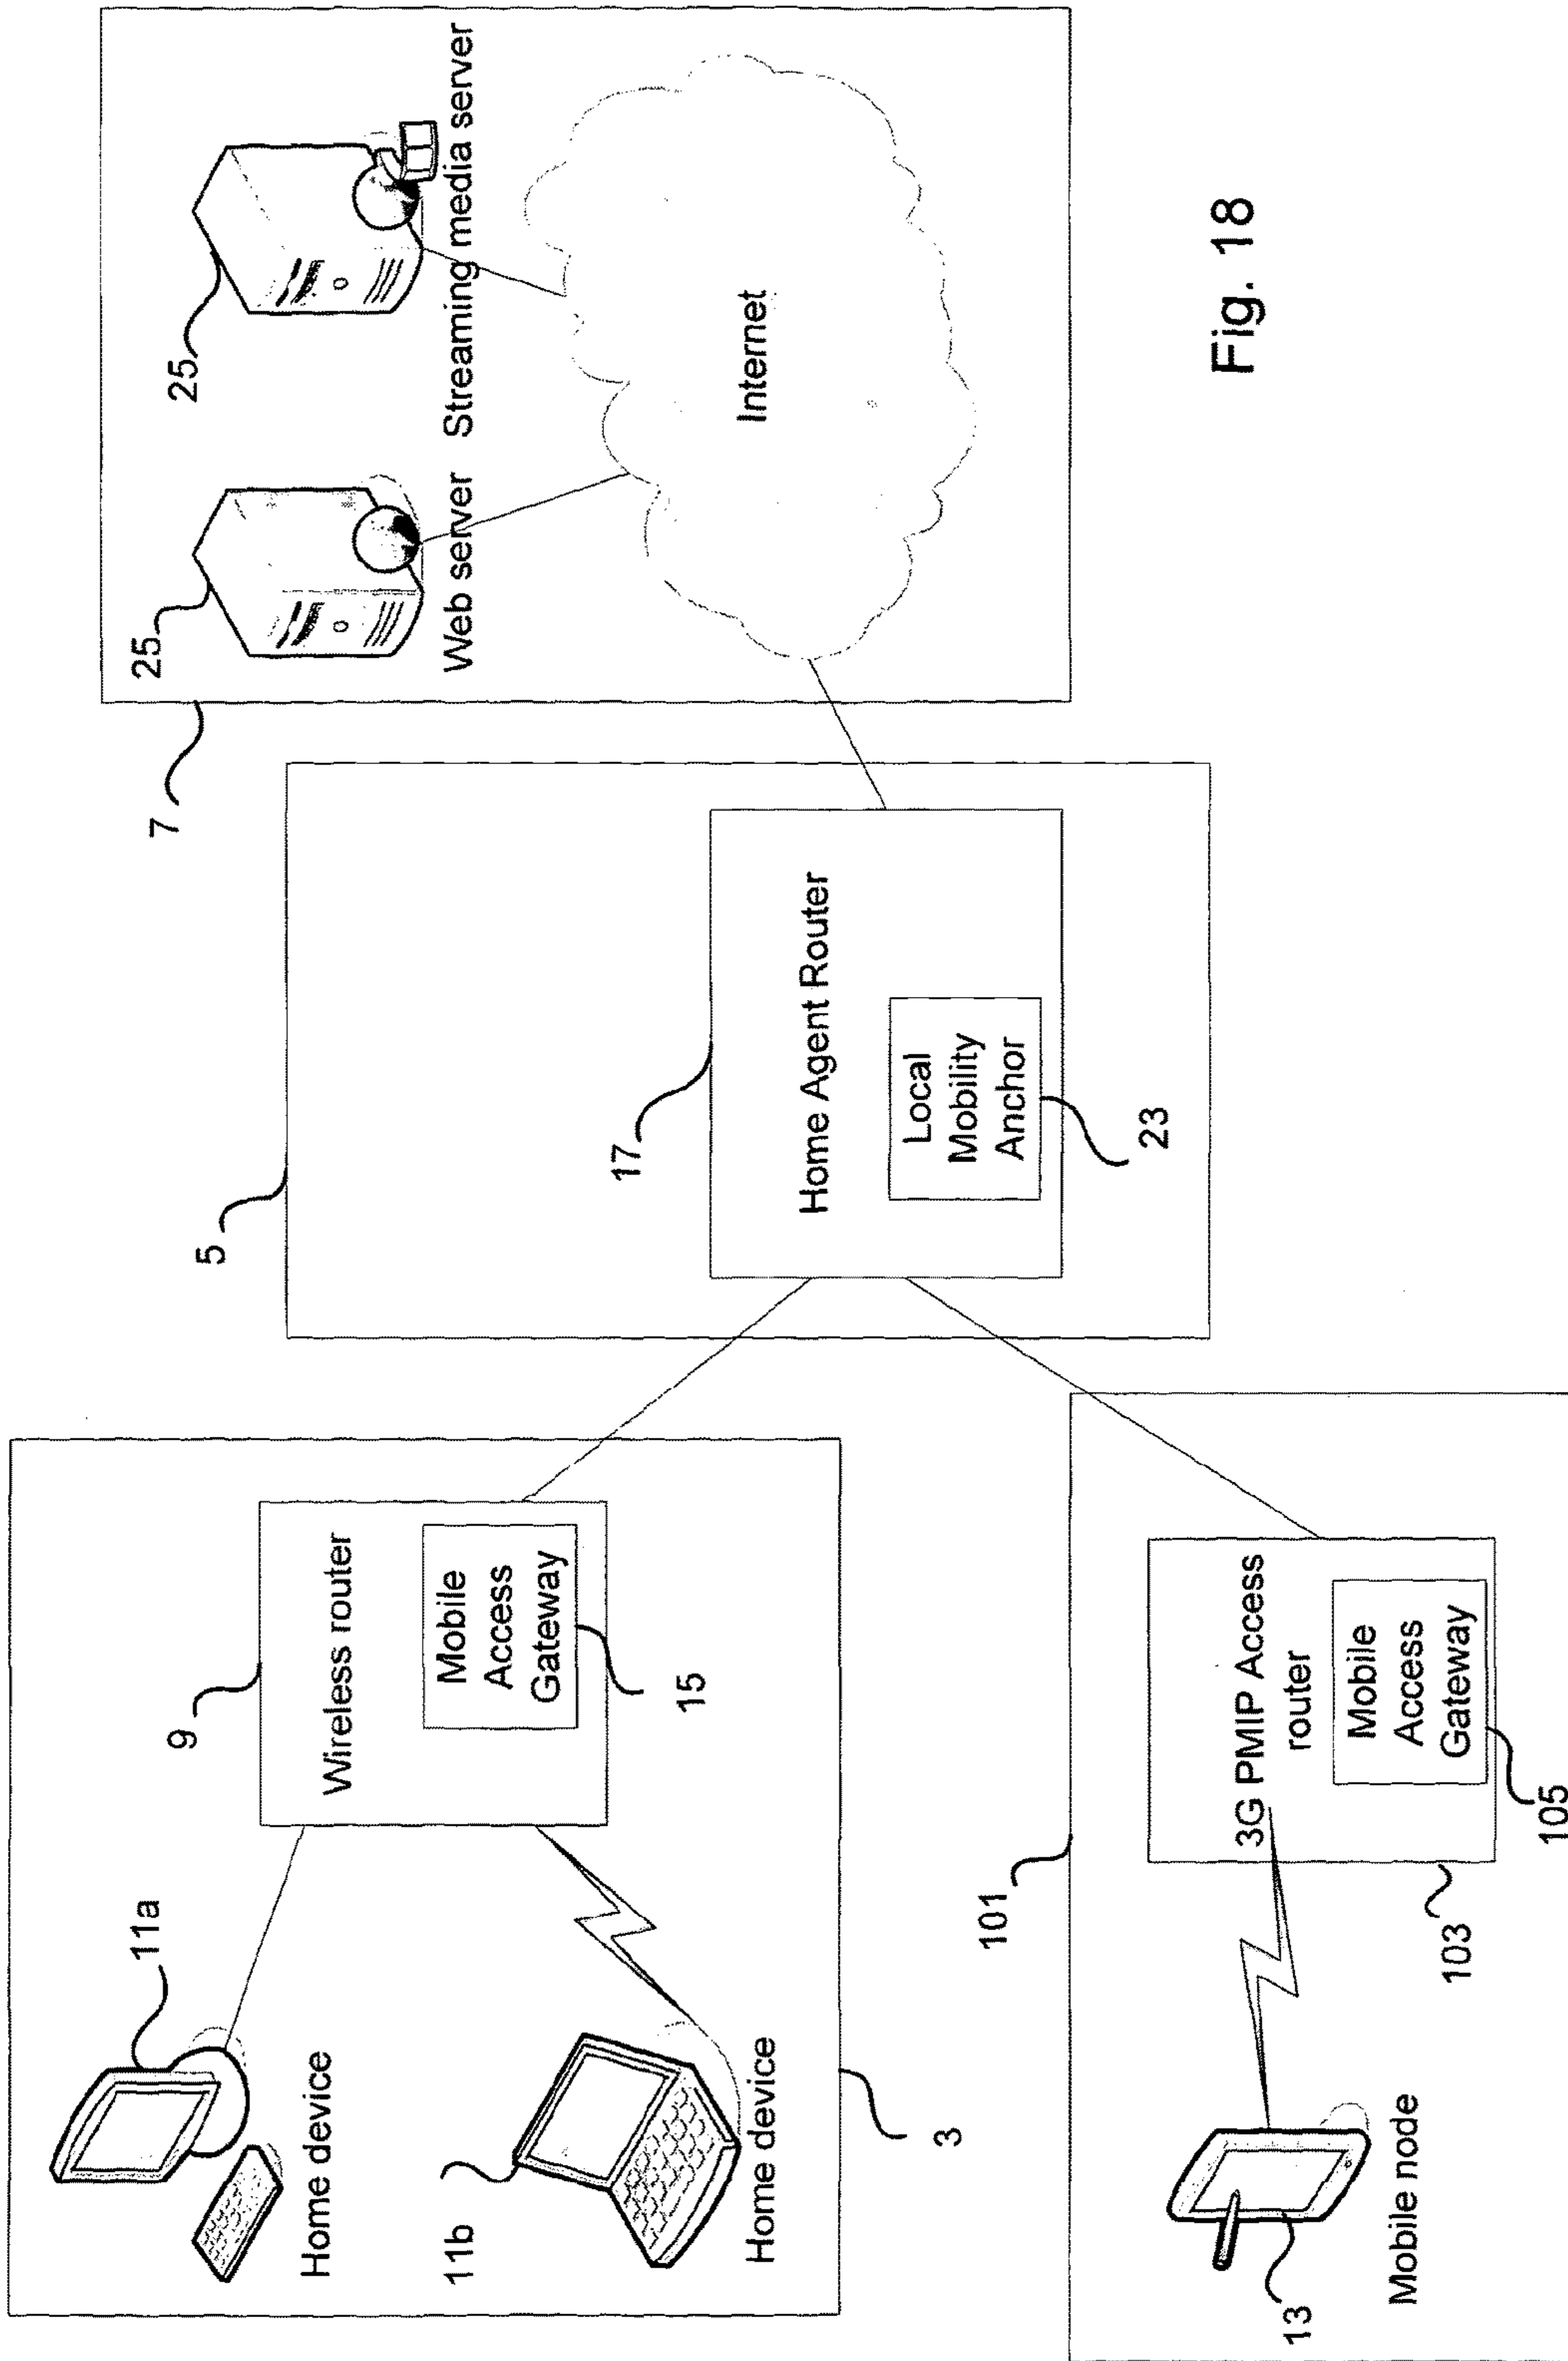 11a
Home device
11b
Home device
3
9
Wireless router
Mobile
Access
Gateway
15
101
13
Mobile node
103
3G PMIP Access
router
Mobile
Access
Gateway
105
5
17
Home Agent Router
Local
Mobility
Anchor
23
7
25
Web server
25
Streaming media server
Internet
Fig. 18